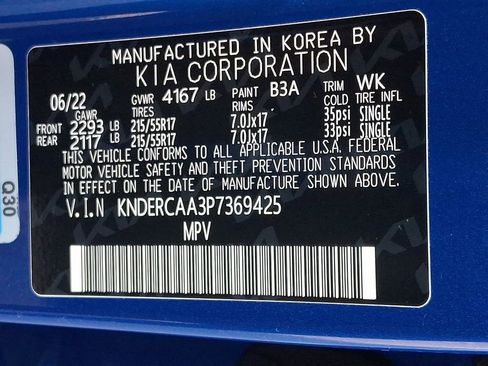 MANUFACTURED IN KOREA BY
KIA CORPORATION
06/22 GVWR 4167 LB PAINT B3A TRIM WK
GAWR COLD TIRE INFL
FRONT 2293 LB 215/55R17 7.0Jx17 35psi SINGLE
REAR 2117 LB 215/55R17 7.0Jx17 33psi SINGLE
THIS VEHICLE CONFORMS TO ALL APPLICABLE U.S.A. FEDERAL
MOTOR VEHICLE SAFETY AND THEFT PREVENTION STANDARDS
IN EFFECT ON THE DATE OF MANUFACTURE SHOWN ABOVE.
V.I.N KNDERCAA3P7369425
MPV
Q30